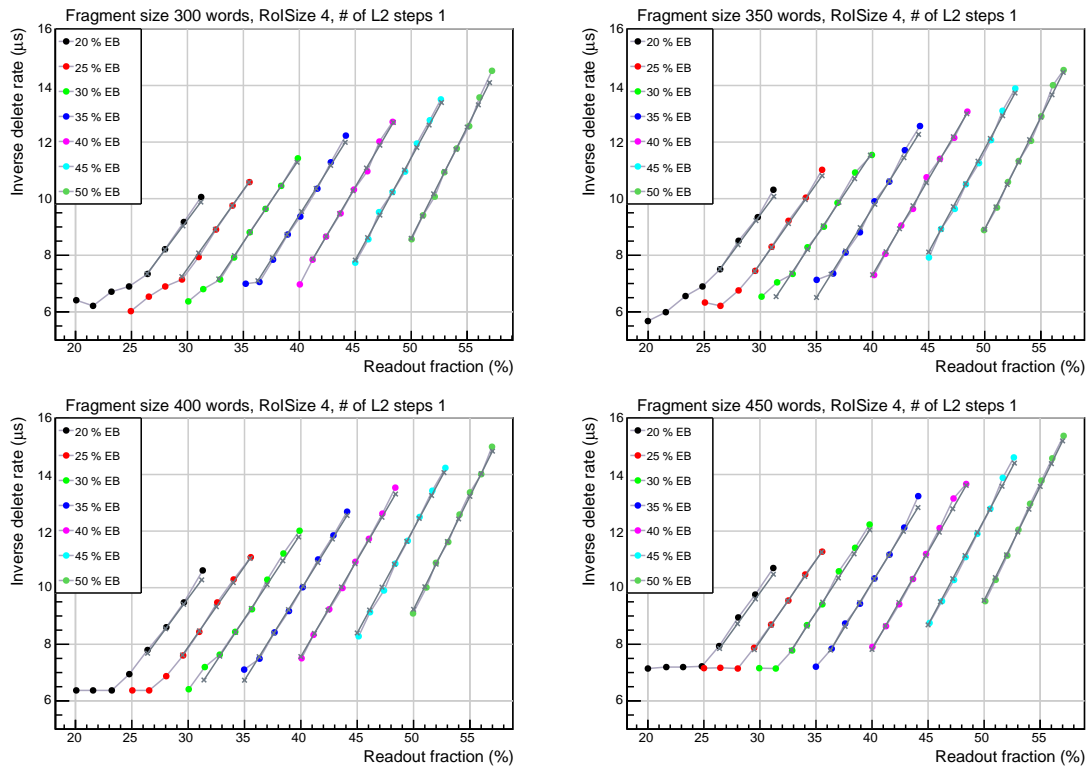 Fragment size 300 words, RoISize 4, # of L2 steps 1
Inverse delete rate (µs)
16
14
12
10
8
6
20 % EB
25 % EB
30 % EB
35 % EB
40 % EB
45 % EB
50 % EB
20 25 30 35 40 45 50 55
Readout fraction (%)
Fragment size 350 words, RoISize 4, # of L2 steps 1
Inverse delete rate (µs)
16
14
12
10
8
6
20 % EB
25 % EB
30 % EB
35 % EB
40 % EB
45 % EB
50 % EB
20 25 30 35 40 45 50 55
Readout fraction (%)
Fragment size 400 words, RoISize 4, # of L2 steps 1
Inverse delete rate (µs)
16
14
12
10
8
6
20 % EB
25 % EB
30 % EB
35 % EB
40 % EB
45 % EB
50 % EB
20 25 30 35 40 45 50 55
Readout fraction (%)
Fragment size 450 words, RoISize 4, # of L2 steps 1
Inverse delete rate (µs)
16
14
12
10
8
6
20 % EB
25 % EB
30 % EB
35 % EB
40 % EB
45 % EB
50 % EB
20 25 30 35 40 45 50 55
Readout fraction (%)